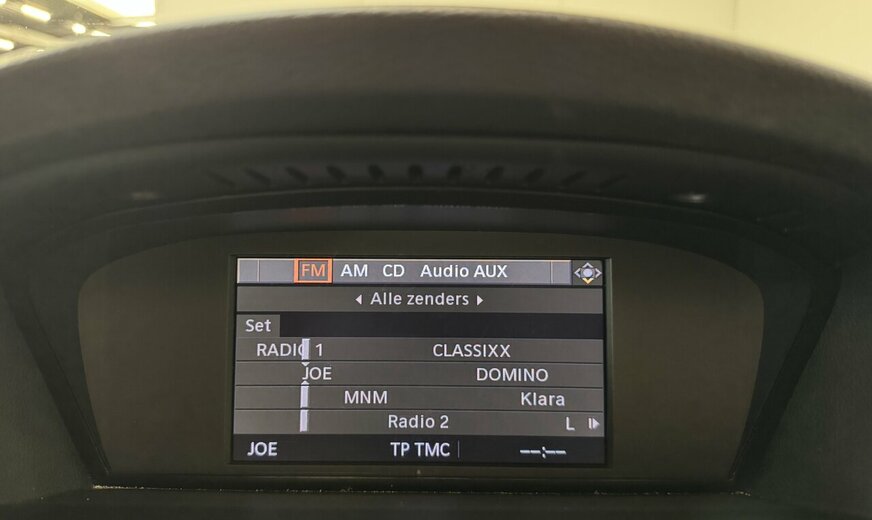 FM AM CD Audio AUX
Alle zenders
Set
RADIO 1 CLASSIXX
JOE DOMINO
MNM Klara
Radio 2 L
JOE TP TMC --:--